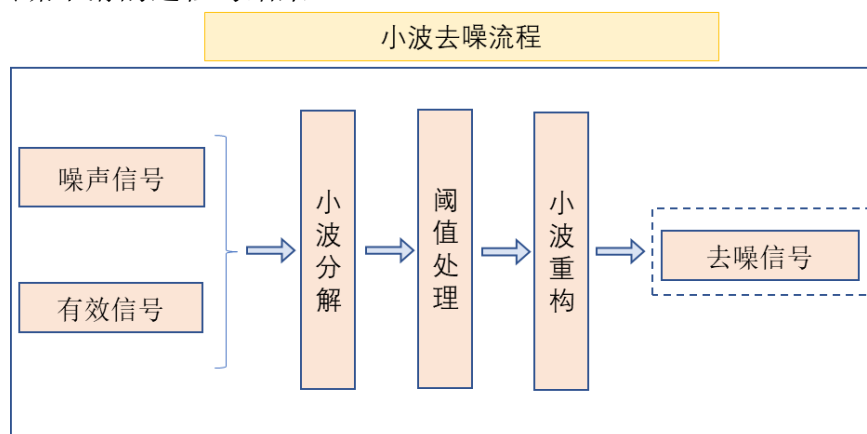 小波去噪流程
噪声信号
有效信号
小波分解
阈值处理
小波重构
去噪信号